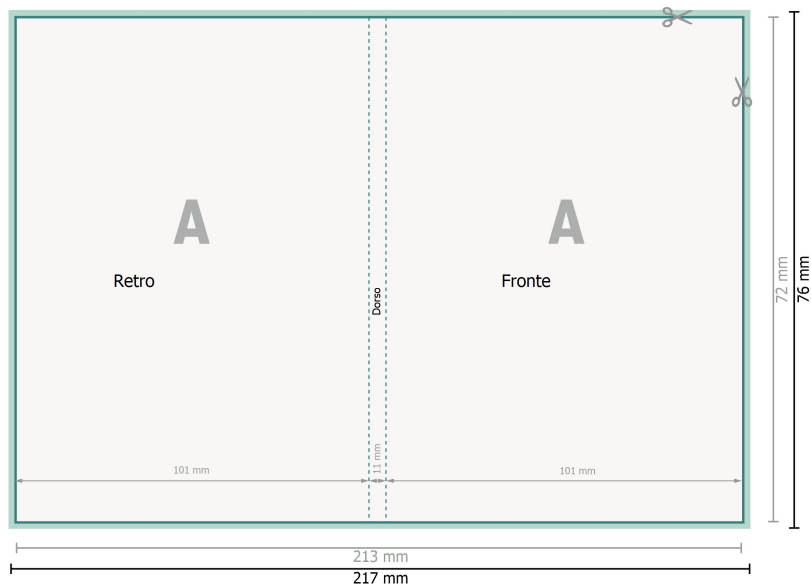 A
A
Retro
Fronte
Dorso
72 mm
76 mm
101 mm
11 mm
101 mm
213 mm
217 mm